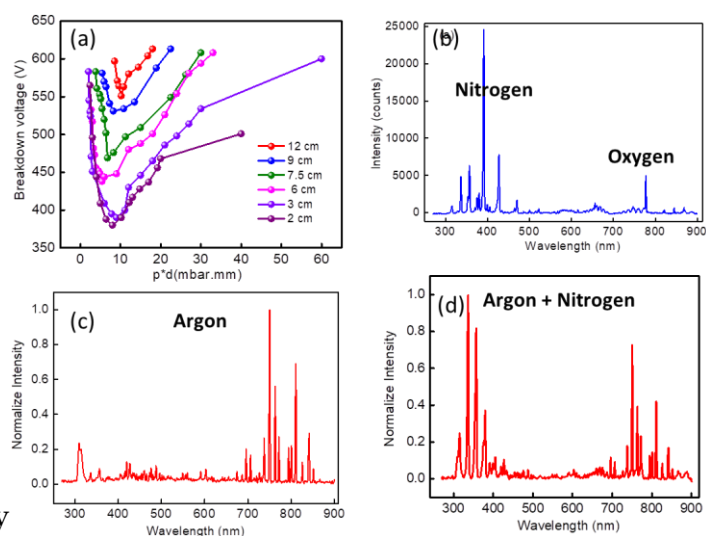 (a)
Breakdown voltage (V)
650
600
550
500
450
400
350
0 10 20 30 40 50 60
p*d(mbar.mm)
12 cm
9 cm
7.5 cm
6 cm
3 cm
2 cm
(b)
Nitrogen
Oxygen
Intensity (counts)
25000
20000
15000
10000
5000
0
300 400 500 600 700 800 900
Wavelength (nm)
(c)
Argon
Normalize Intensity
1.0
0.8
0.6
0.4
0.2
0.0
300 400 500 600 700 800 900
Wavelength (nm)
(d)
Argon + Nitrogen
Normalize Intensity
1.0
0.8
0.6
0.4
0.2
0.0
300 400 500 600 700 800 900
Wavelength (nm)
y